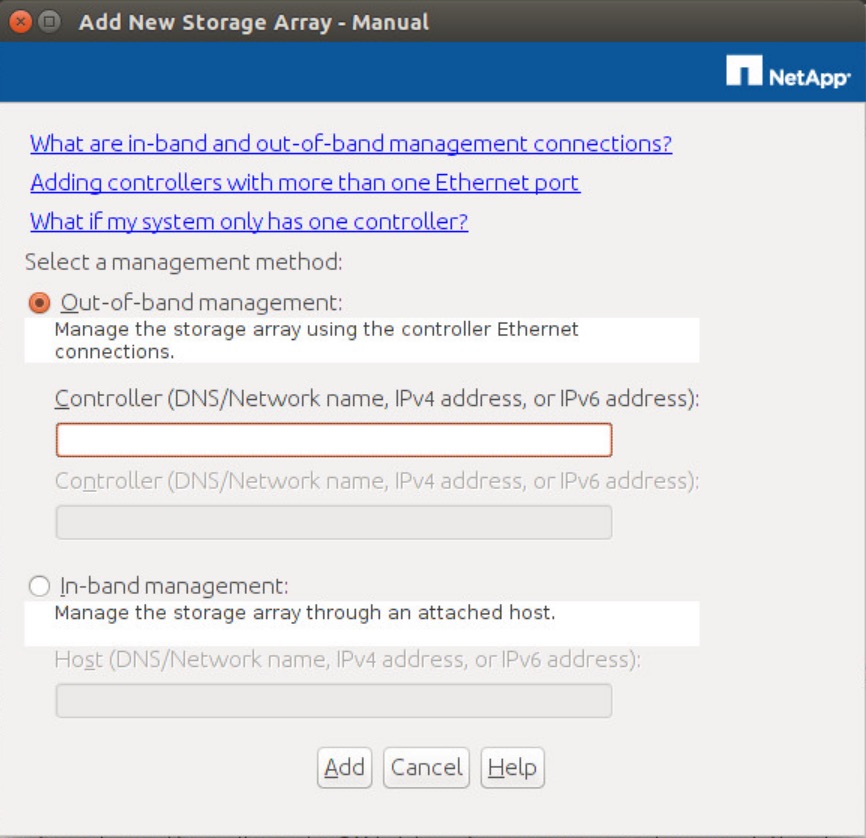 Add New Storage Array - Manual
NetApp
What are in-band and out-of-band management connections?
Adding controllers with more than one Ethernet port
What if my system only has one controller?
Select a management method:
Out-of-band management:
Manage the storage array using the controller Ethernet
connections.
Controller (DNS/Network name, IPv4 address, or IPv6 address):
Controller (DNS/Network name, IPv4 address, or IPv6 address):
In-band management:
Manage the storage array through an attached host.
Host (DNS/Network name, IPv4 address, or IPv6 address):
Add Cancel Help